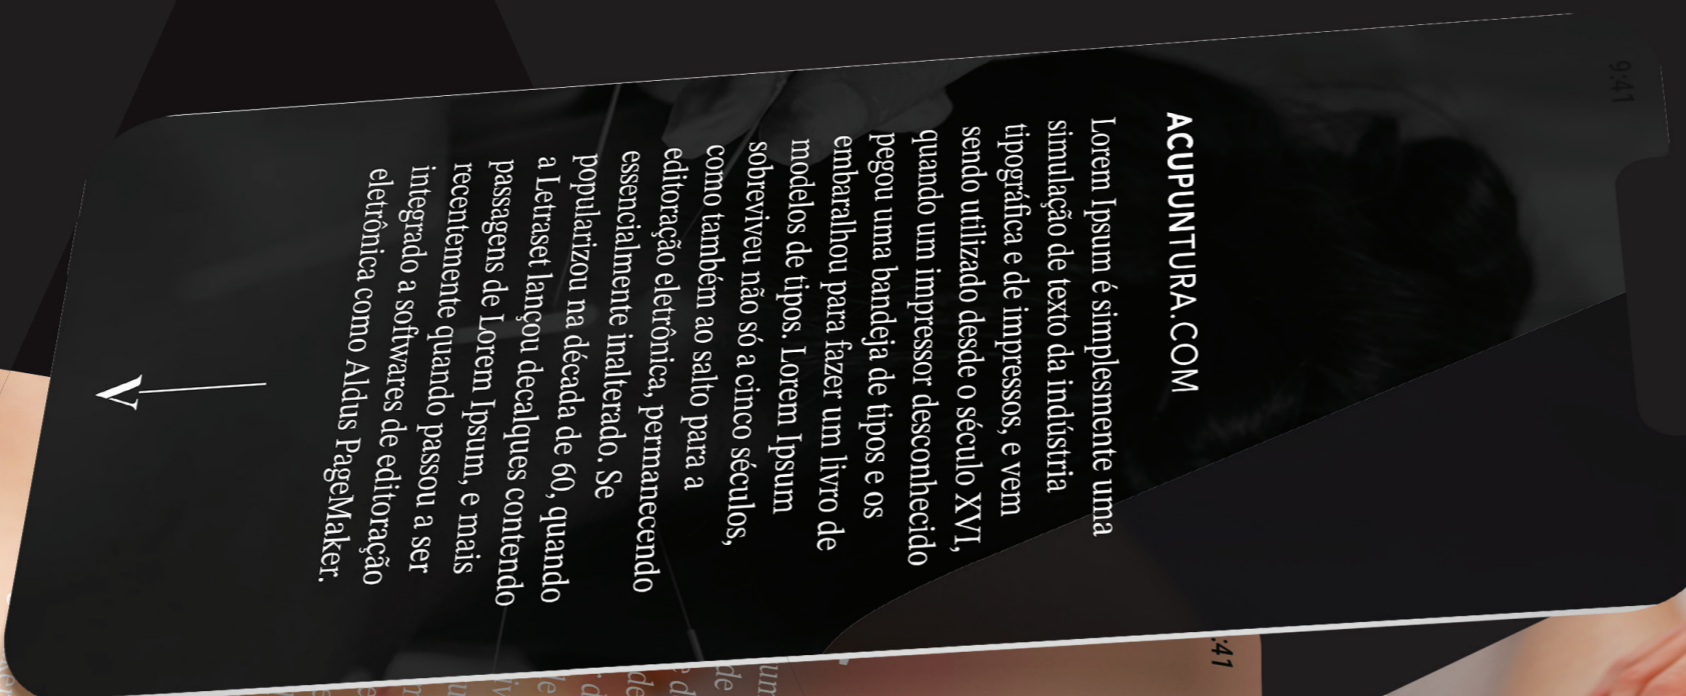 9:41
ACUPUNTURA.COM
Lorem Ipsum é simplesmente uma
simulação de texto da indústria
tipográfica e de impressos, e vem
sendo utilizado desde o século XVI,
quando um impressor desconhecido
pegou uma bandeja de tipos e os
embaralhou para fazer um livro de
modelos de tipos. Lorem Ipsum
sobreviveu não só a cinco séculos,
como também ao salto para a
editoração eletrônica, permanecendo
essencialmente inalterado. Se
popularizou na década de 60, quando
a Letraset lançou decalques contendo
passagens de Lorem Ipsum, e mais
recentemente quando passou a ser
integrado a softwares de editoração
eletrônica como Aldus PageMaker.
V
:41